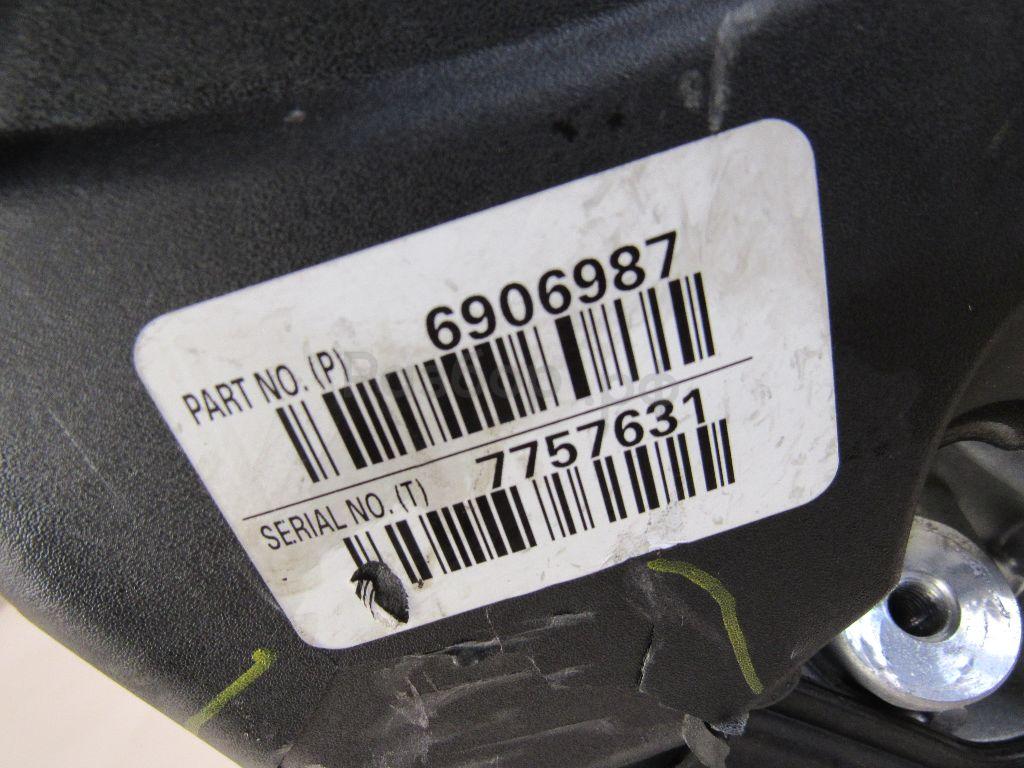 6906987
PART NO. (P)
7757631
SERIAL NO. (T)